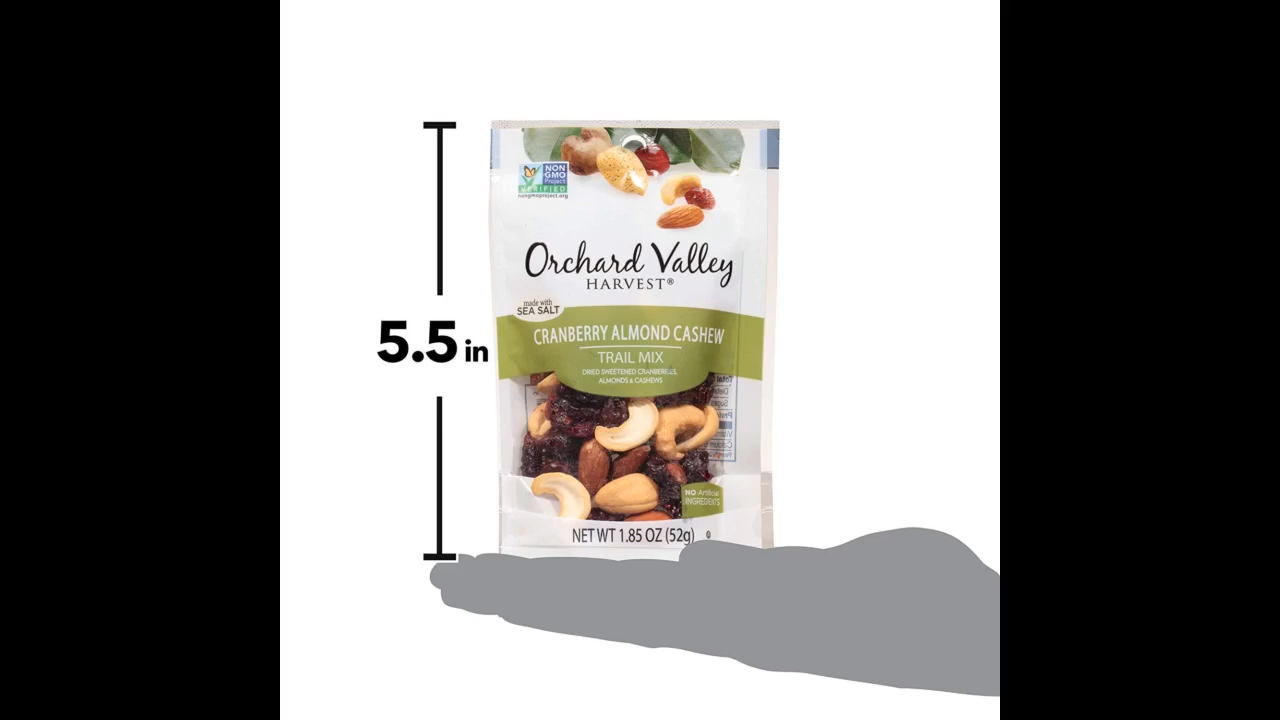 NON
GMO
Project
VERIFIED
nongmoproject.org
Orchard Valley
HARVEST®
made with
SEA SALT
5.5 in
CRANBERRY ALMOND CASHEW
TRAIL MIX
DRIED SWEETENED CRANBERRIES,
ALMONDS & CASHEWS
NO Artificial
INGREDIENTS
NET WT 1.85 OZ (52g)